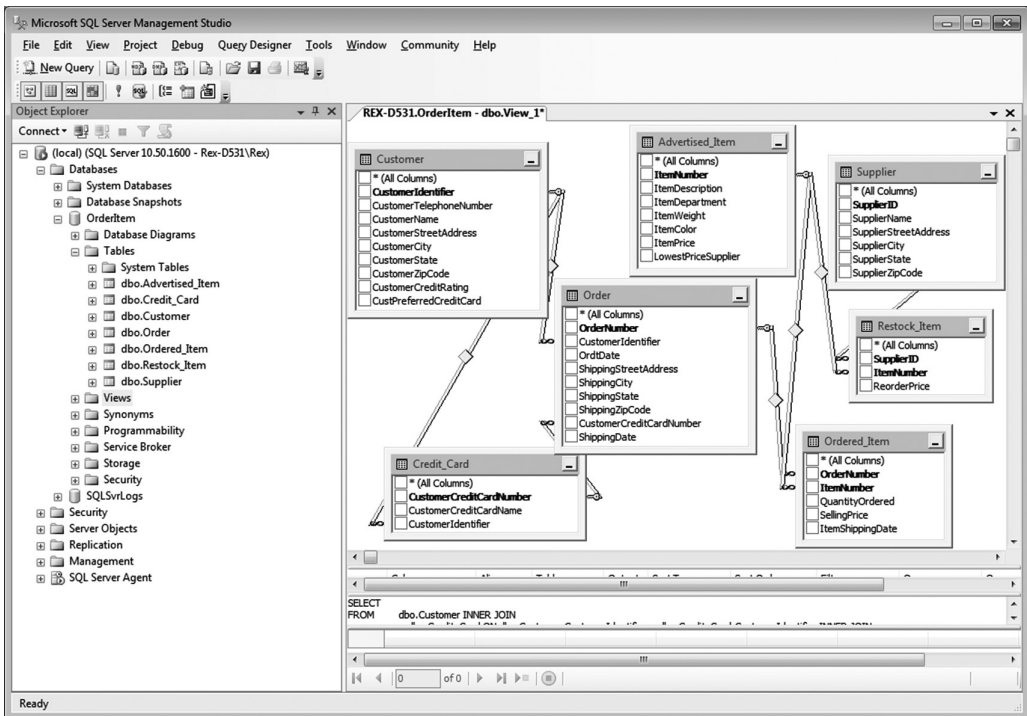 Microsoft SQL Server Management Studio
File Edit View Project Debug Query Designer Tools Window Community Help
New Query
Object Explorer
Connect
(local) (SQL Server 10.50.1600 - Rex-D531\Rex)
Databases
System Databases
Database Snapshots
OrderItem
Database Diagrams
Tables
System Tables
dbo.Advertised_Item
dbo.Credit_Card
dbo.Customer
dbo.Order
dbo.Ordered_Item
dbo.Restock_Item
dbo.Supplier
Views
Synonyms
Programmability
Service Broker
Storage
Security
SQLSvrLogs
Security
Server Objects
Replication
Management
SQL Server Agent
REX-D531.OrderItem - dbo.View_1*
Customer
* (All Columns)
CustomerIdentifier
CustomerTelephoneNumber
CustomerName
CustomerStreetAddress
CustomerCity
CustomerState
CustomerZipCode
CustomerCreditRating
CustPreferredCreditCard
Advertised_Item
* (All Columns)
ItemNumber
ItemDescription
ItemDepartment
ItemWeight
ItemColor
ItemPrice
LowestPriceSupplier
Supplier
* (All Columns)
SupplierID
SupplierName
SupplierStreetAddress
SupplierCity
SupplierState
SupplierZipCode
Order
* (All Columns)
OrderNumber
CustomerIdentifier
OrdtDate
ShippingStreetAddress
ShippingCity
ShippingState
ShippingZipCode
CustomerCreditCardNumber
ShippingDate
Restock_Item
* (All Columns)
SupplierID
ItemNumber
ReorderPrice
Credit_Card
* (All Columns)
CustomerCreditCardNumber
CustomerCreditCardName
CustomerIdentifier
Ordered_Item
* (All Columns)
OrderNumber
ItemNumber
QuantityOrdered
SellingPrice
ItemShippingDate
SELECT
FROM dbo.Customer INNER JOIN
0 of 0
Ready